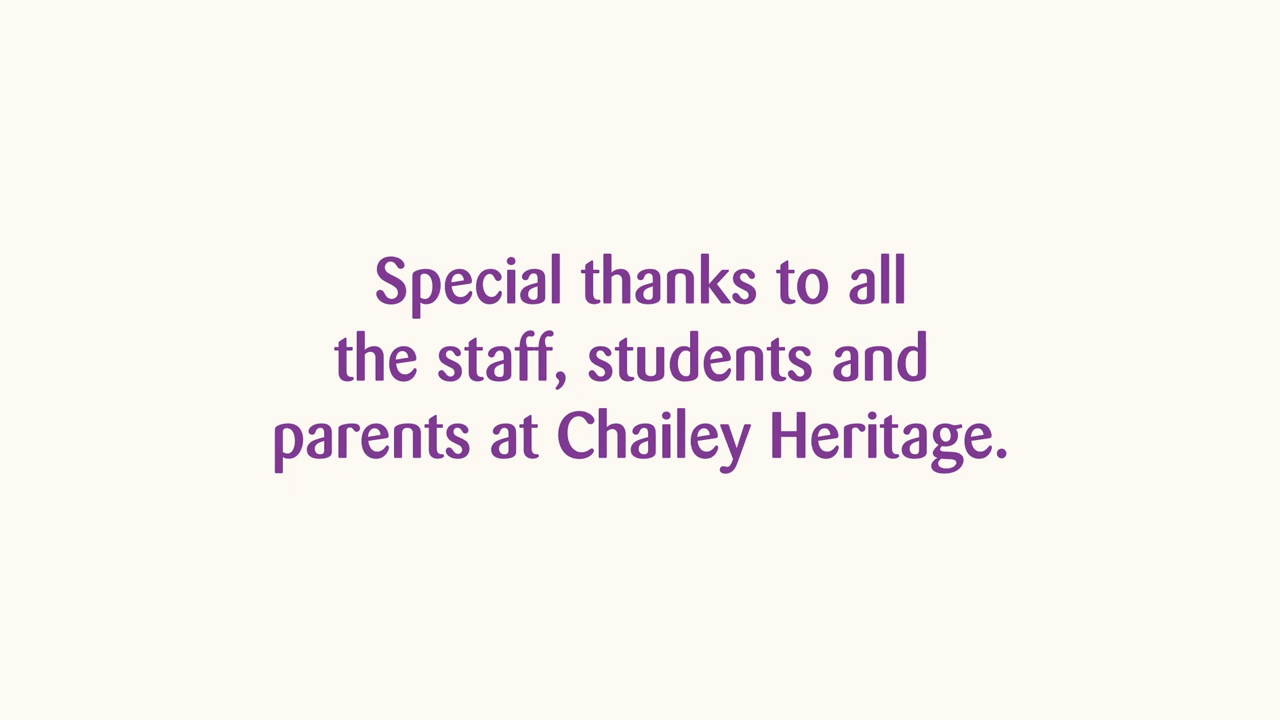 Special thanks to all
the staff, students and
parents at Chailey Heritage.